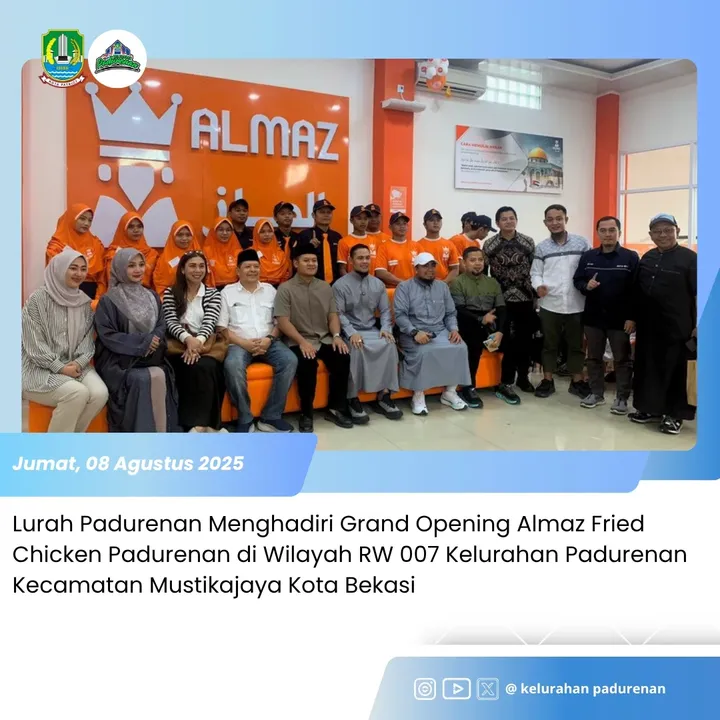 ALMAZ
الماز
Jumat, 08 Agustus 2025
Lurah Padurenan Menghadiri Grand Opening Almaz Fried
Chicken Padurenan di Wilayah RW 007 Kelurahan Padurenan
Kecamatan Mustikajaya Kota Bekasi
@ kelurahan padurenan